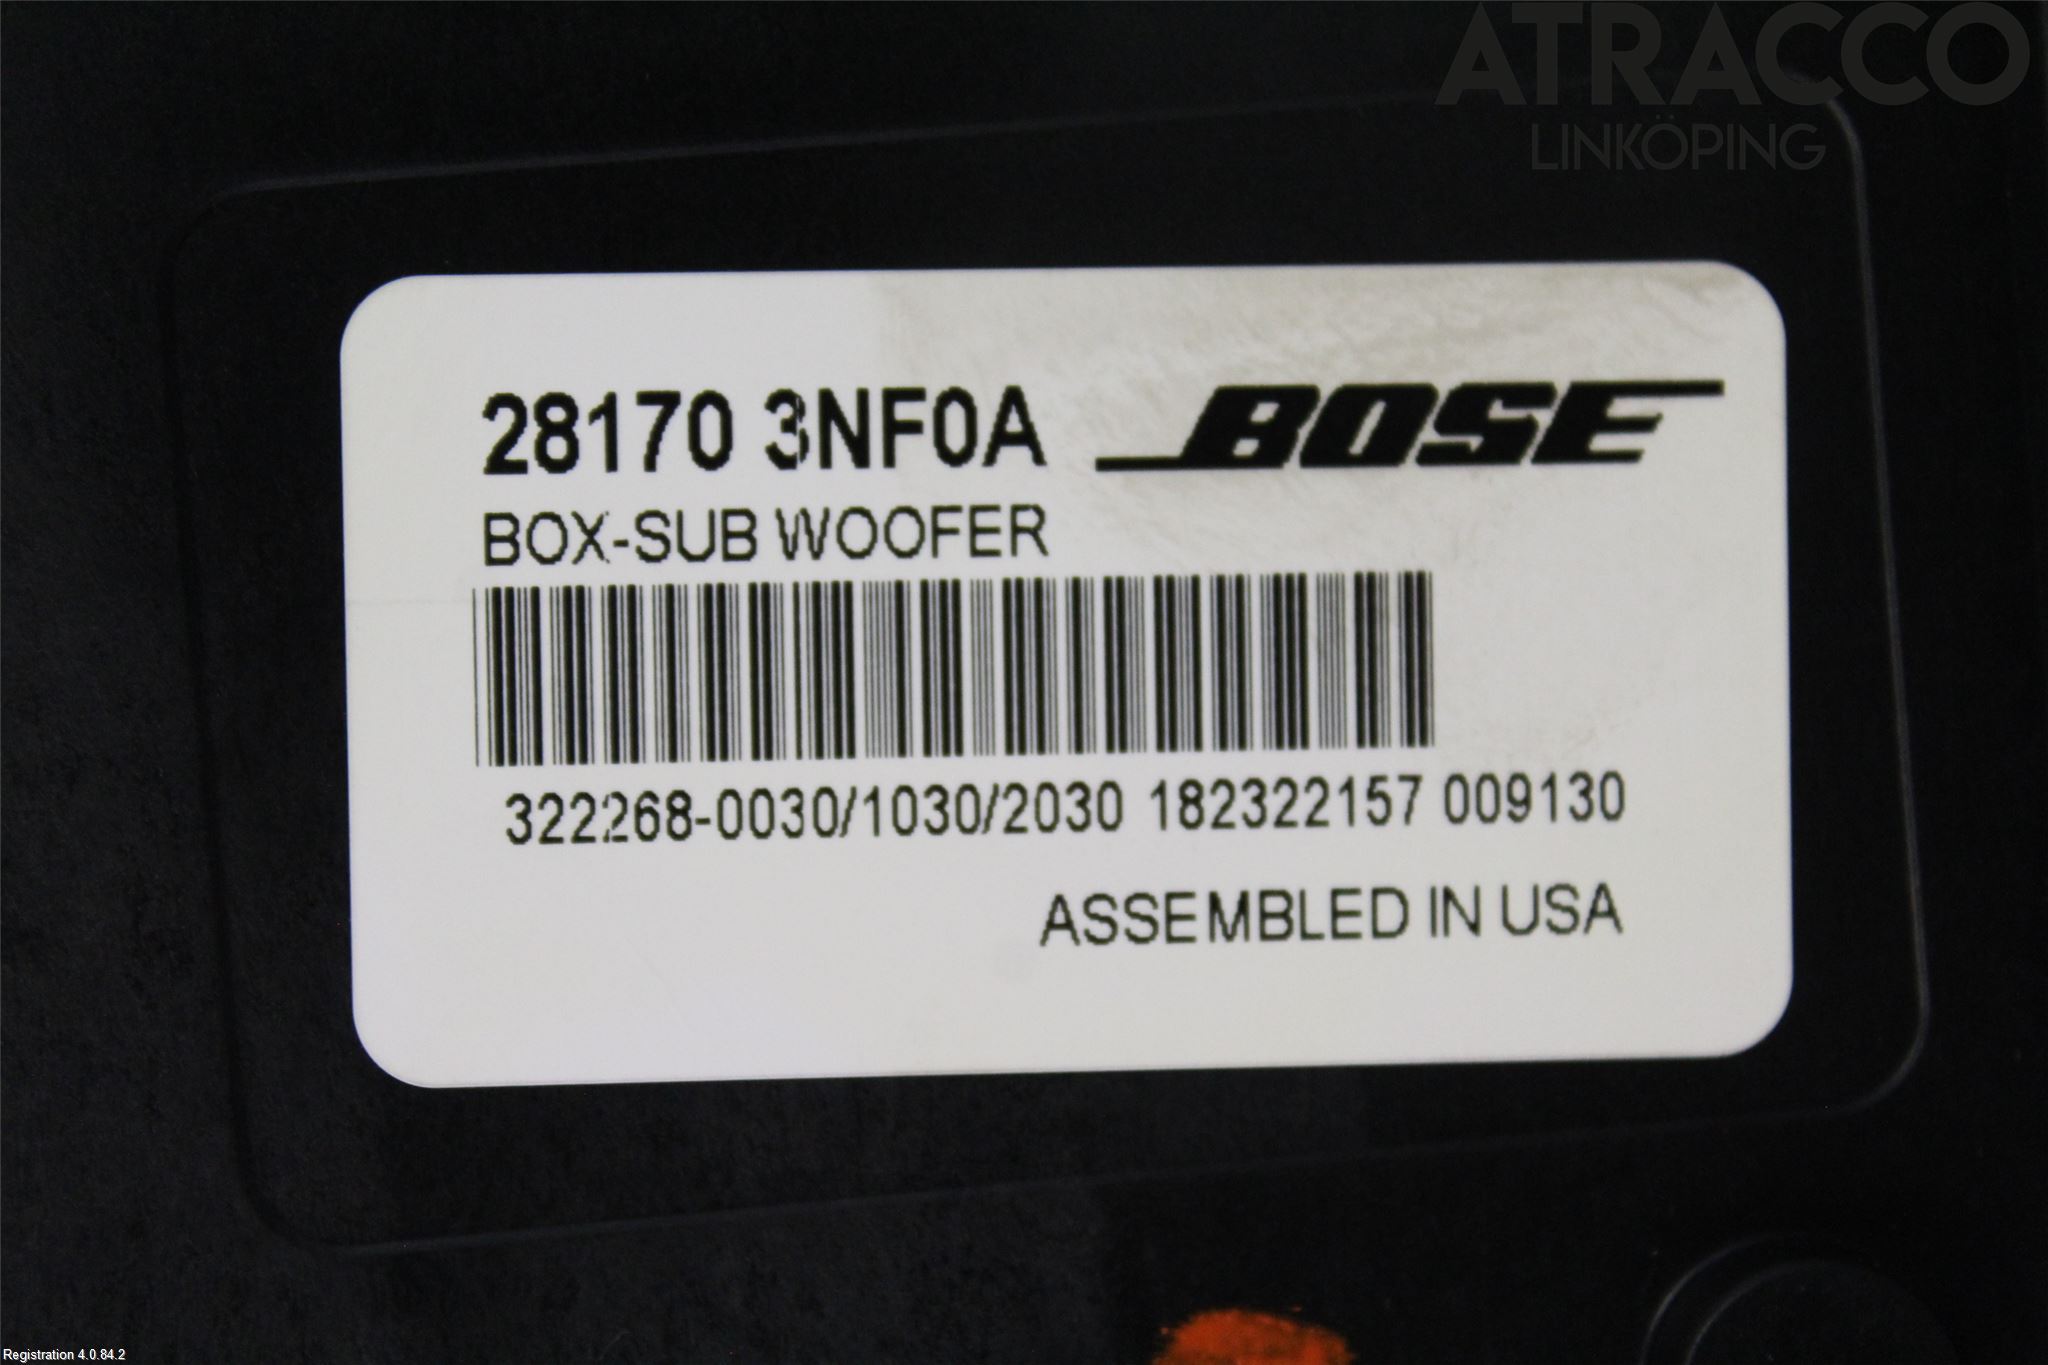 ATRACCO
LINKÖPING
28170 3NF0A BOSE
BOX-SUB WOOFER
322268-0030/1030/2030 182322157 009130
ASSEMBLED IN USA
Registration 4.0.84.2